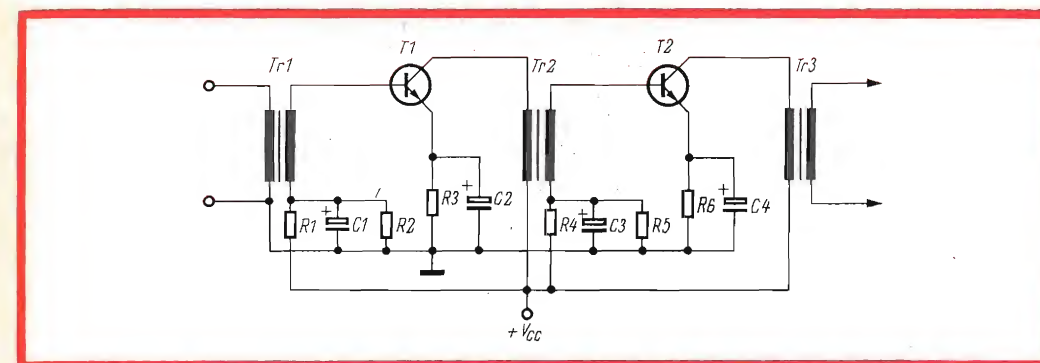 T1
T2
Tr1
Tr2
Tr3
R1
C1
R2
R3
C2
R4
C3
R5
R6
C4
+
+
+
+
+ VCC